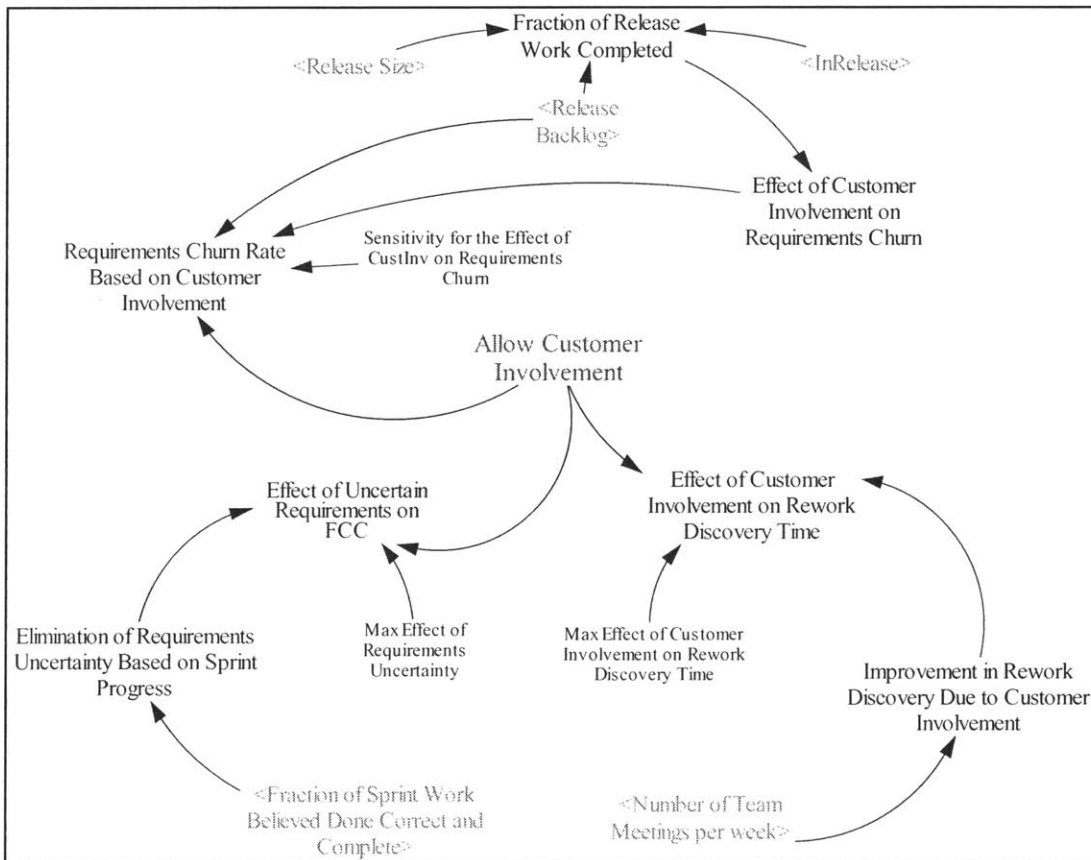 Fraction of Release
Work Completed
<Release Size>
<InRelease>
<Release
Backlog>
Effect of Customer
Involvement on
Requirements Churn
Requirements Churn Rate
Based on Customer
Involvement
Sensitivity for the Effect of
CustInv on Requirements
Churn
Allow Customer
Involvement
Effect of Uncertain
Requirements on
FCC
Effect of Customer
Involvement on Rework
Discovery Time
Elimination of Requirements
Uncertainty Based on Sprint
Progress
Max Effect of
Requirements
Uncertainty
Max Effect of Customer
Involvement on Rework
Discovery Time
Improvement in Rework
Discovery Due to Customer
Involvement
<Fraction of Sprint Work
Believed Done Correct and
Complete>
<Number of Team
Meetings per week>